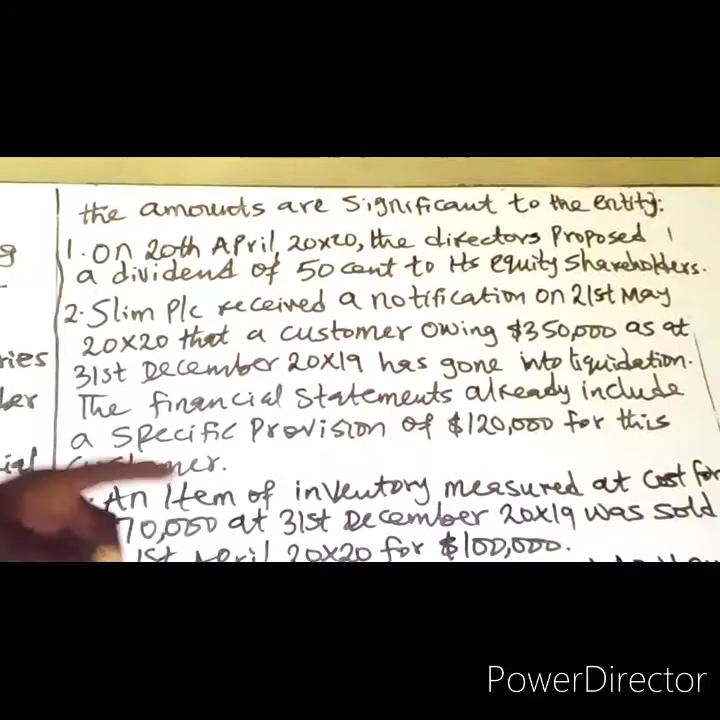 the amounts are significant to the entity:
g
1. On 20th April, 20x20, the directors Proposed
a dividend of 50 cent to its equity shareholders.
2. Slim Plc received a notification on 21st May
20x20 that a customer owing $350,000 as at
ries
31st December 20x19 has gone into liquidation.
ler
The financial statements already include
a specific Provision of $120,000 for this
ial
An Item of inventory measured at cost for
70,000 at 31st December 20x19 was sold
1st April 20x20 for $100,000.
PowerDirector